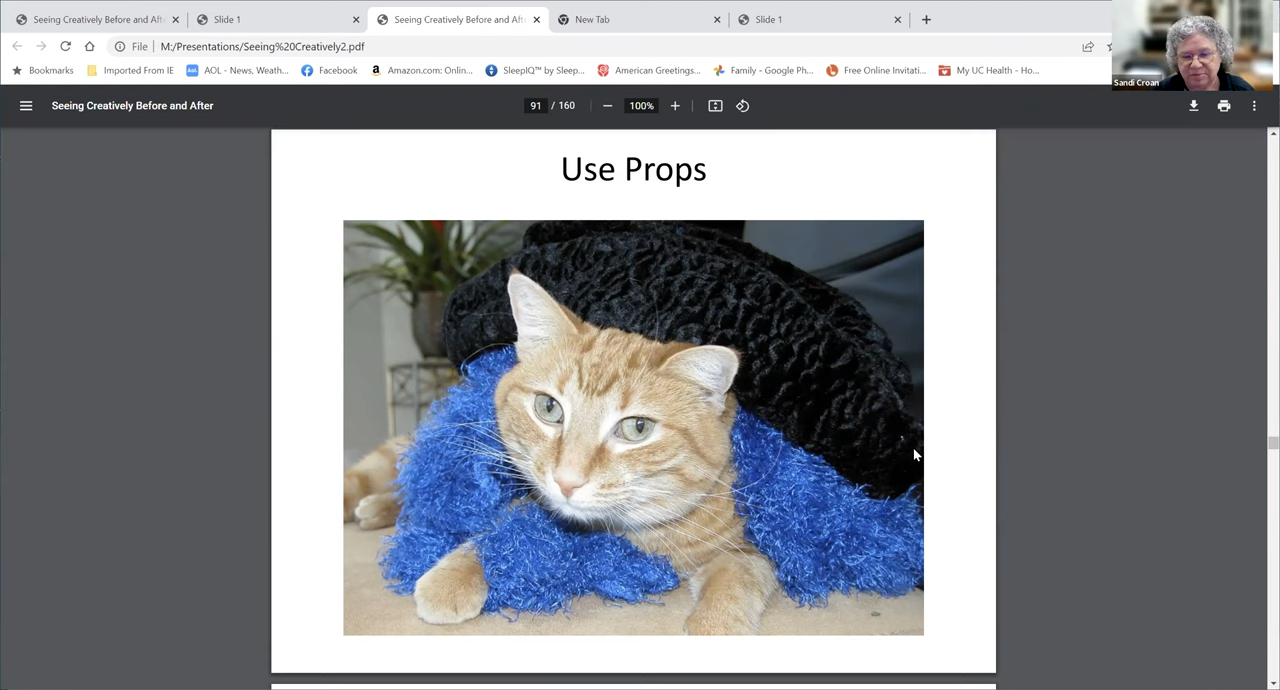 Seeing Creatively Before and Aft
Slide 1
Seeing Creatively Before and Aft
New Tab
Slide 1
File
M:/Presentations/Seeing%20Creatively2.pdf
Bookmarks
Imported From IE
AOL - News, Weath...
Facebook
Amazon.com: Onlin...
SleepIQ™ by Sleep...
American Greetings...
Family - Google Ph...
Free Online Invitati...
My UC Health - Ho...
Sandi Croan
Seeing Creatively Before and After
91 / 160
100%
Use Props